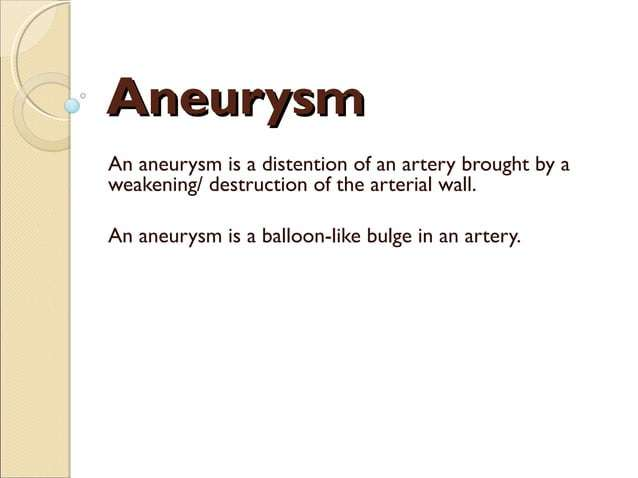 Aneurysm
An aneurysm is a distention of an artery brought by a
weakening/ destruction of the arterial wall.
An aneurysm is a balloon-like bulge in an artery.